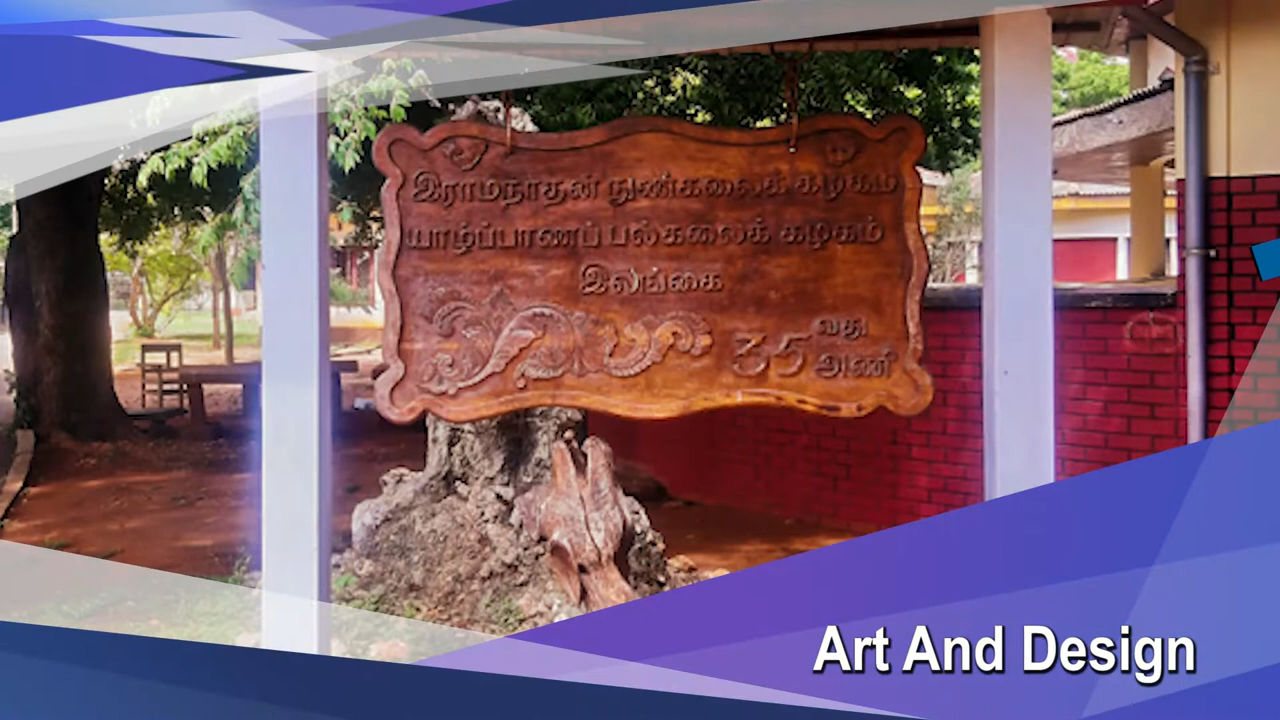 இராமநாதன் நுண்கலைக் கழகம்
யாழ்ப்பாணப் பல்கலைக் கழகம்
இலங்கை
35 வது
அணி
Art And Design